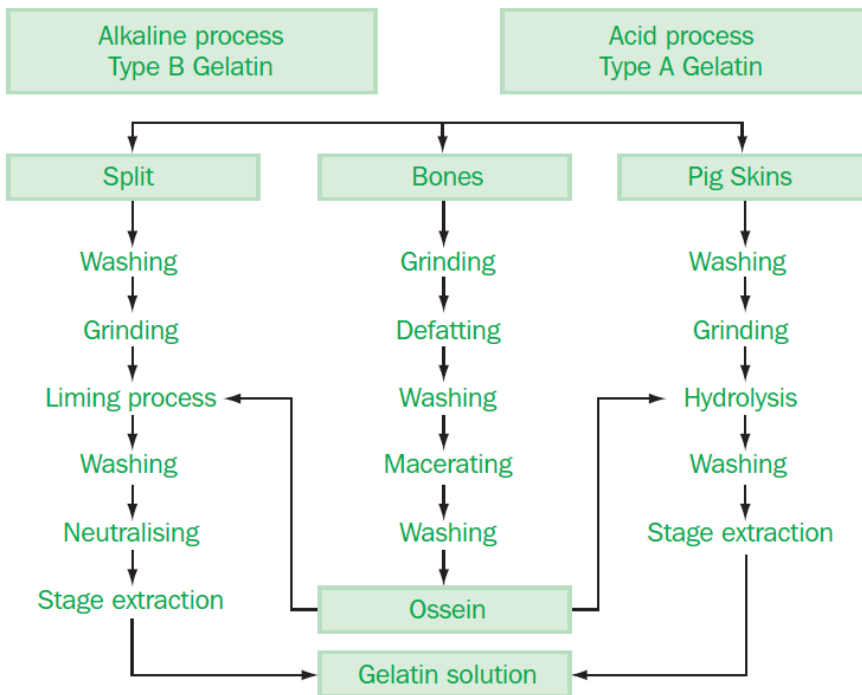 Alkaline process
Type B Gelatin
Acid process
Type A Gelatin
Split
Bones
Pig Skins
Washing
Grinding
Washing
Grinding
Defatting
Grinding
Liming process
Washing
Hydrolysis
Washing
Macerating
Washing
Neutralising
Washing
Stage extraction
Stage extraction
Ossein
Gelatin solution